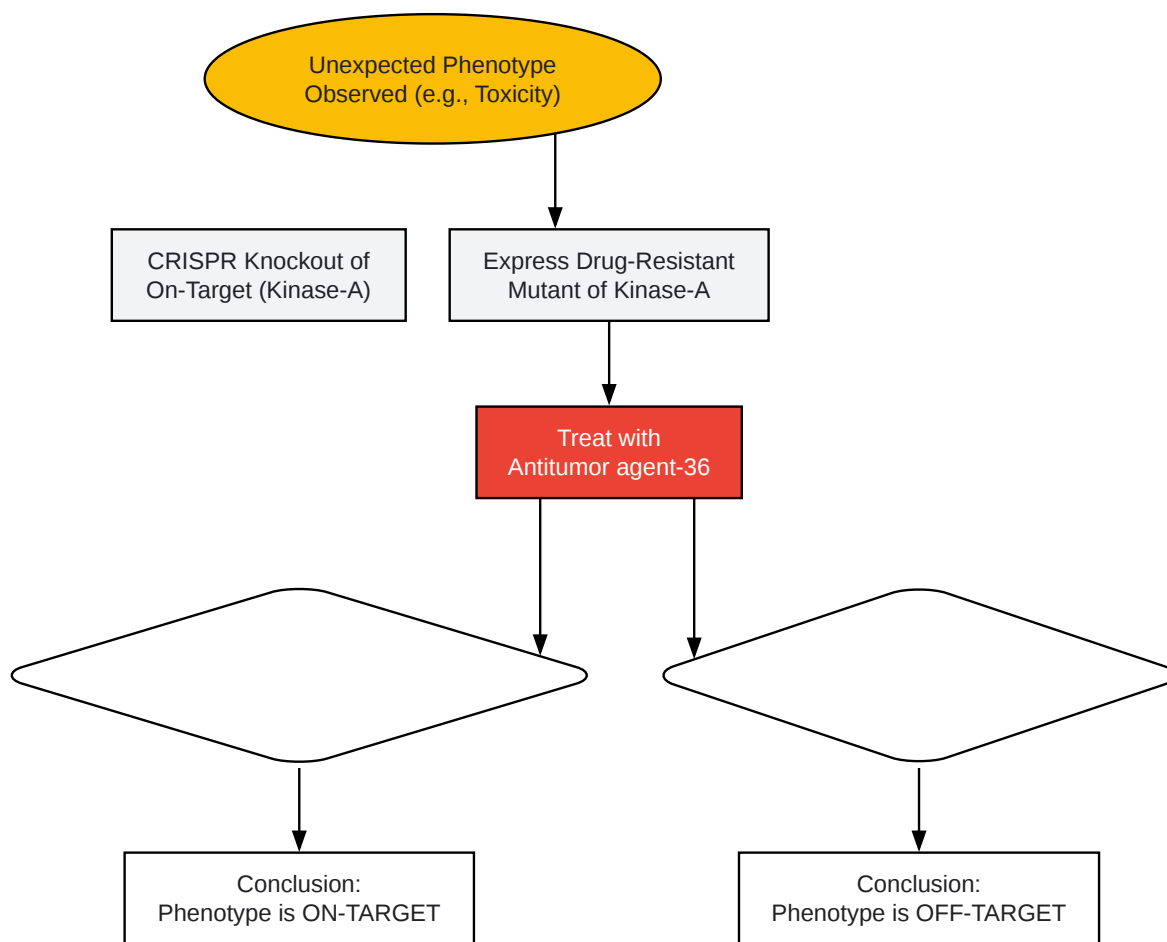 Unexpected Phenotype
Observed (e.g., Toxicity)
CRISPR Knockout of
On-Target (Kinase-A)
Express Drug-Resistant
Mutant of Kinase-A
Treat with
Antitumor agent-36
Conclusion:
Phenotype is ON-TARGET
Conclusion:
Phenotype is OFF-TARGET